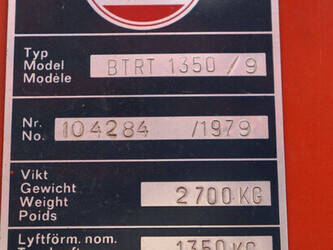 Typ
Model
Modèle
BTRT 1350 / 9
Nr.
No.
104284 /1979
Vikt
Gewicht
Weight
Poids
2700 KG
Lyftförm. nom.
1350 KG